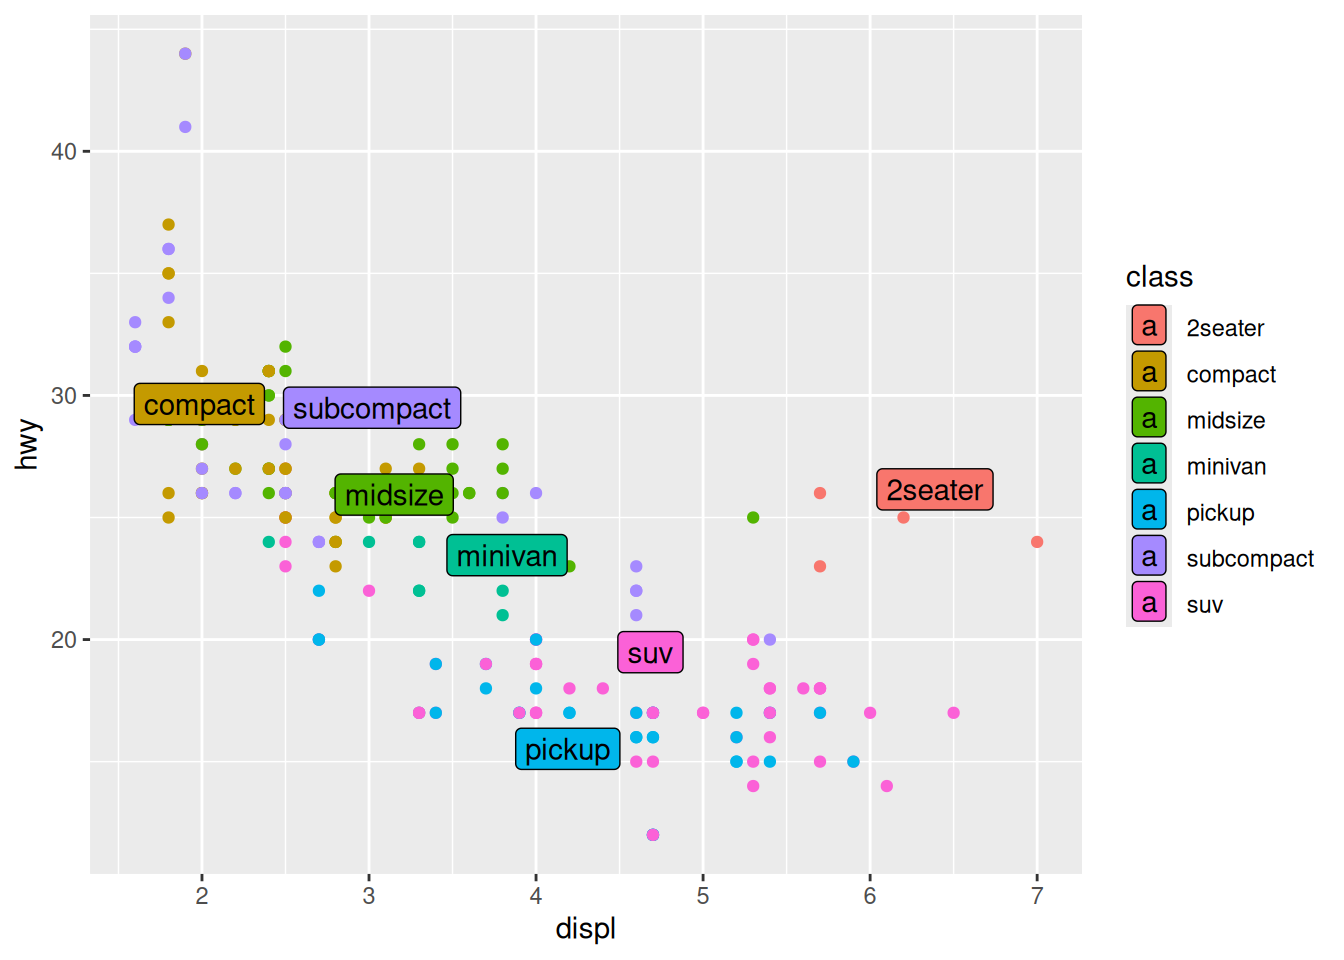 40
30
20
hwy
compact
subcompact
midsize
2seater
minivan
suv
pickup
2 3 4 5 6 7
displ
class
a 2seater
a compact
a midsize
a minivan
a pickup
a subcompact
a suv